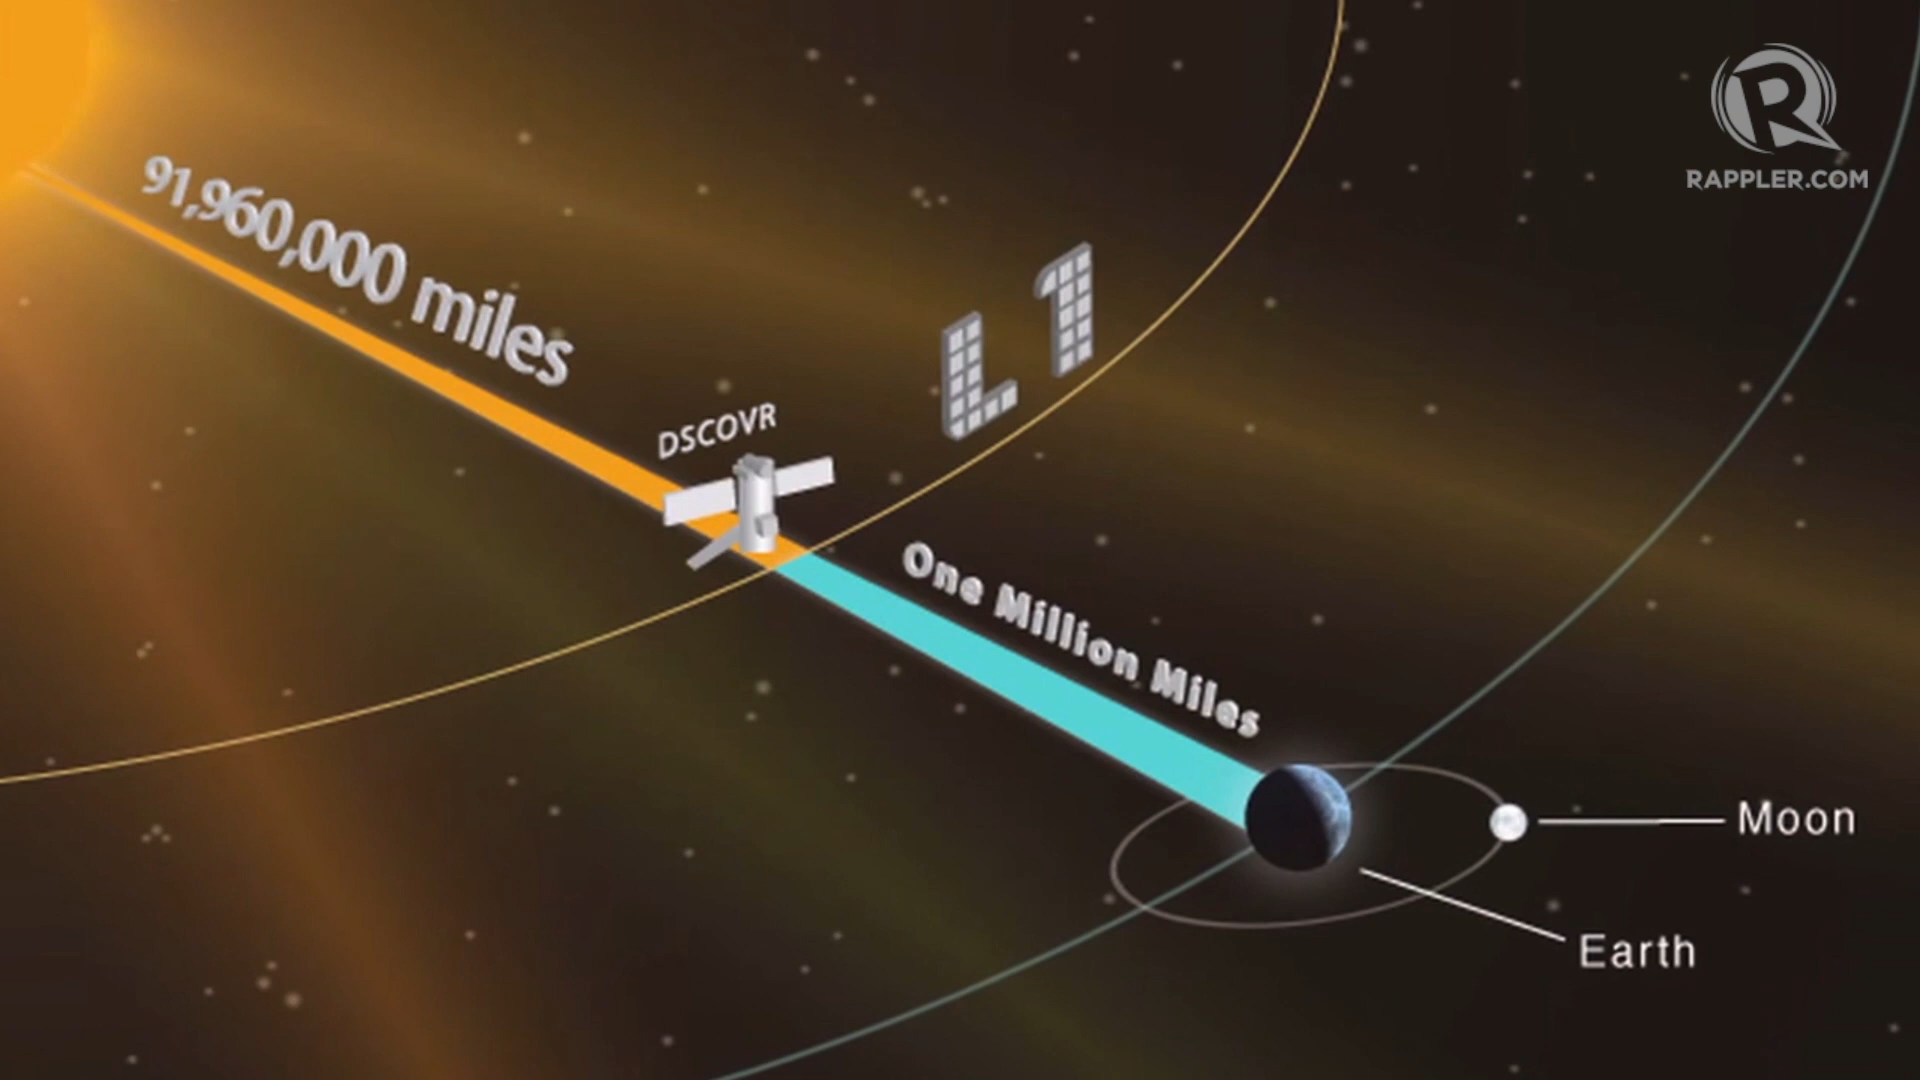 R
RAPPLER.COM
91,960,000 miles
L1
DSCOVR
One Million Miles
Moon
Earth